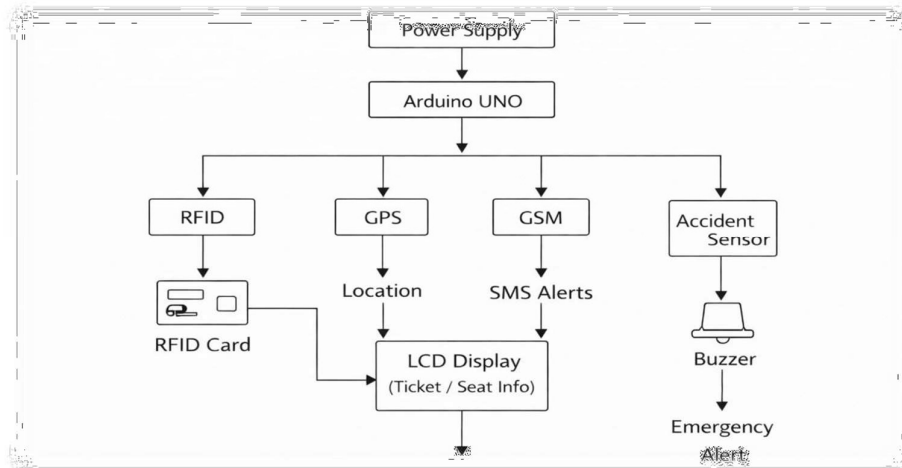 Power Supply
Arduino UNO
RFID
GPS
GSM
Accident
Sensor
Location
SMS Alerts
RFID Card
LCD Display
(Ticket / Seat Info)
Buzzer
Emergency
Alert